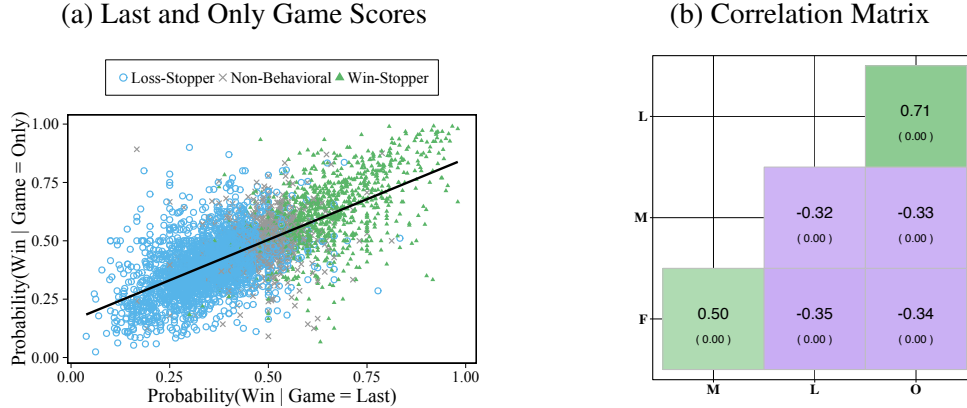 (a) Last and Only Game Scores
Loss-Stopper Non-Behavioral Win-Stopper
Probability(Win | Game = Only)
1.00
0.75
0.50
0.25
0.00
0.00 0.25 0.50 0.75 1.00
Probability(Win | Game = Last)
(b) Correlation Matrix
L
0.71
( 0.00 )
M
-0.32 -0.33
( 0.00 ) ( 0.00 )
F
0.50 -0.35 -0.34
( 0.00 ) ( 0.00 ) ( 0.00 )
M L O